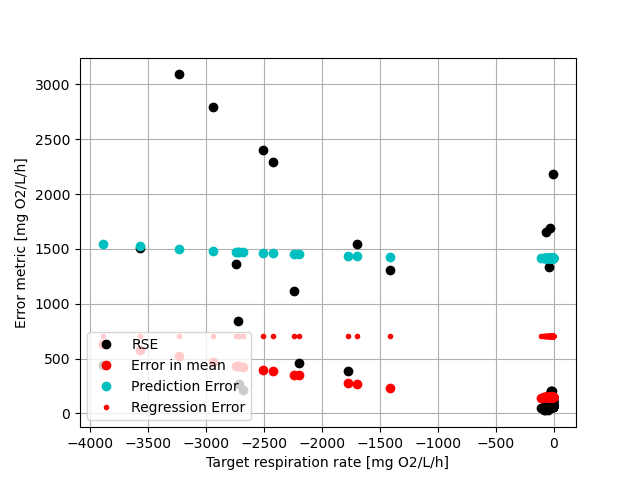 3000
2500
2000
1500
1000
500
0
Error metric [mg O2/L/h]
RSE
Error in mean
Prediction Error
Regression Error
−4000 −3500 −3000 −2500 −2000 −1500 −1000 −500 0
Target respiration rate [mg O2/L/h]